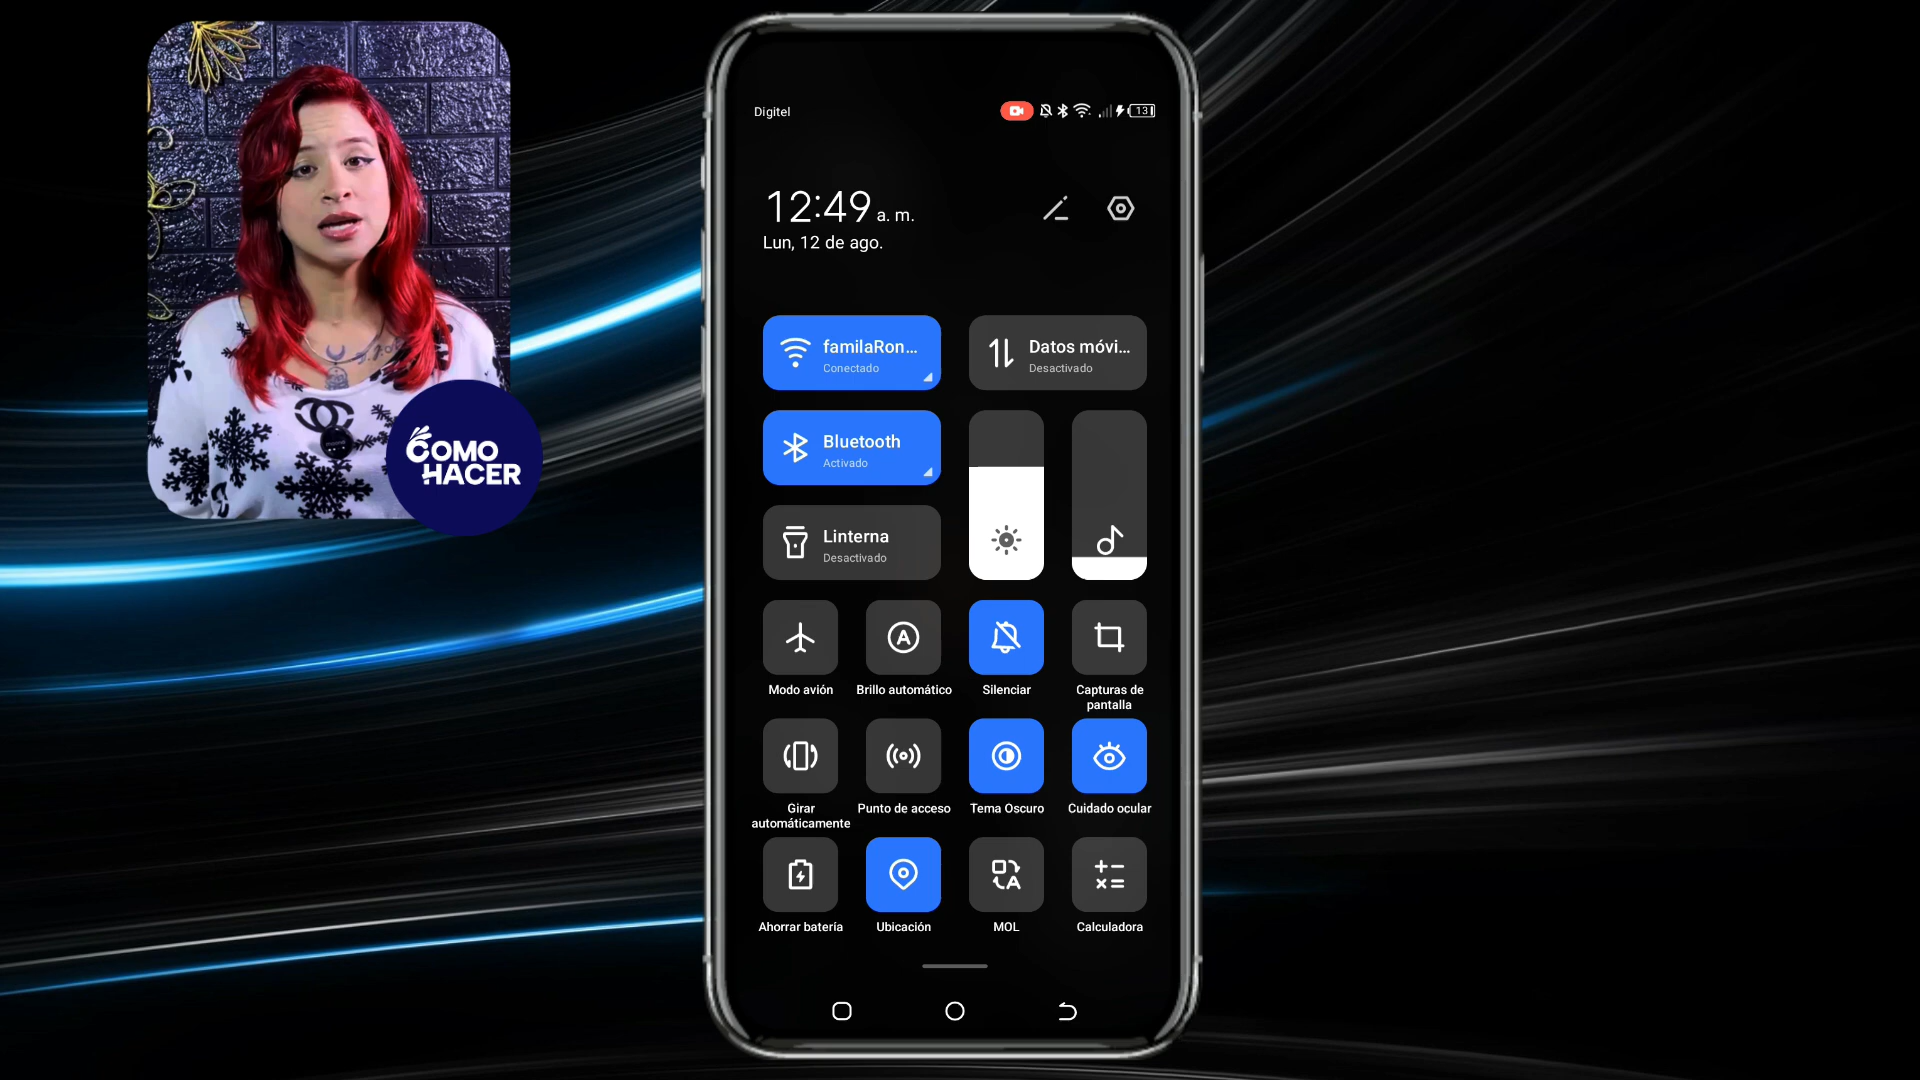 COMO
HACER
Digitel
13
12:49 a. m.
Lun, 12 de ago.
familaRon...
Conectado
Datos móvi...
Desactivado
Bluetooth
Activado
Linterna
Desactivado
Modo avión
Brillo automático
Silenciar
Capturas de
pantalla
Girar
automáticamente
Punto de acceso
Tema Oscuro
Cuidado ocular
Ahorrar batería
Ubicación
MOL
Calculadora